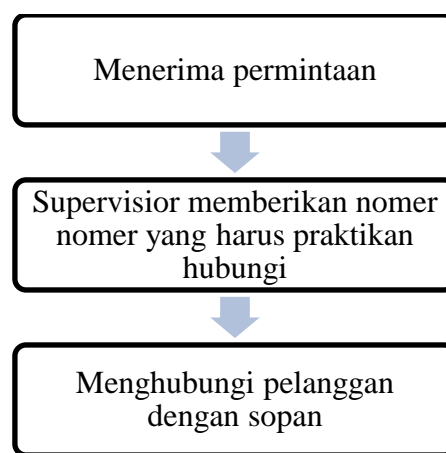 Menerima permintaan
Supervisior memberikan nomer
nomer yang harus praktikan
hubungi
Menghubungi pelanggan
dengan sopan